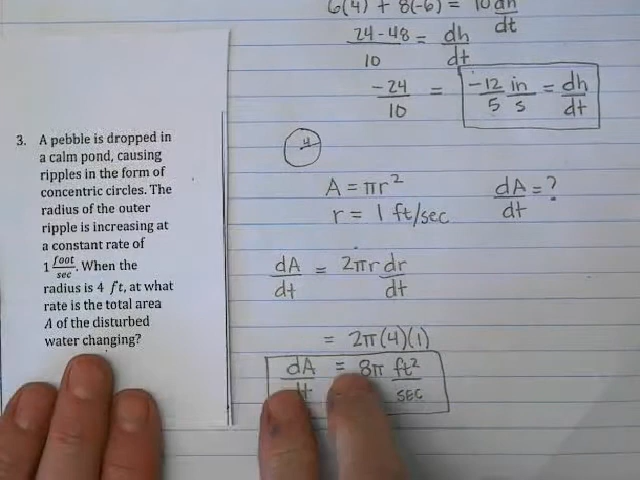 6(4) + 8(-6) = 10 dh/dt
24-48/10 = dh/dt
-24/10 = -12/5 in/s = dh/dt
3. A pebble is dropped in
a calm pond, causing
ripples in the form of
concentric circles. The
radius of the outer
ripple is increasing at
a constant rate of
1 foot/sec. When the
radius is 4 ft, at what
rate is the total area
A of the disturbed
water changing?
4
A = πr² dA/dt = ?
r = 1 ft/sec
dA/dt = 2πr dr/dt
= 2π(4)(1)
dA/dt = 8π ft²/SEC